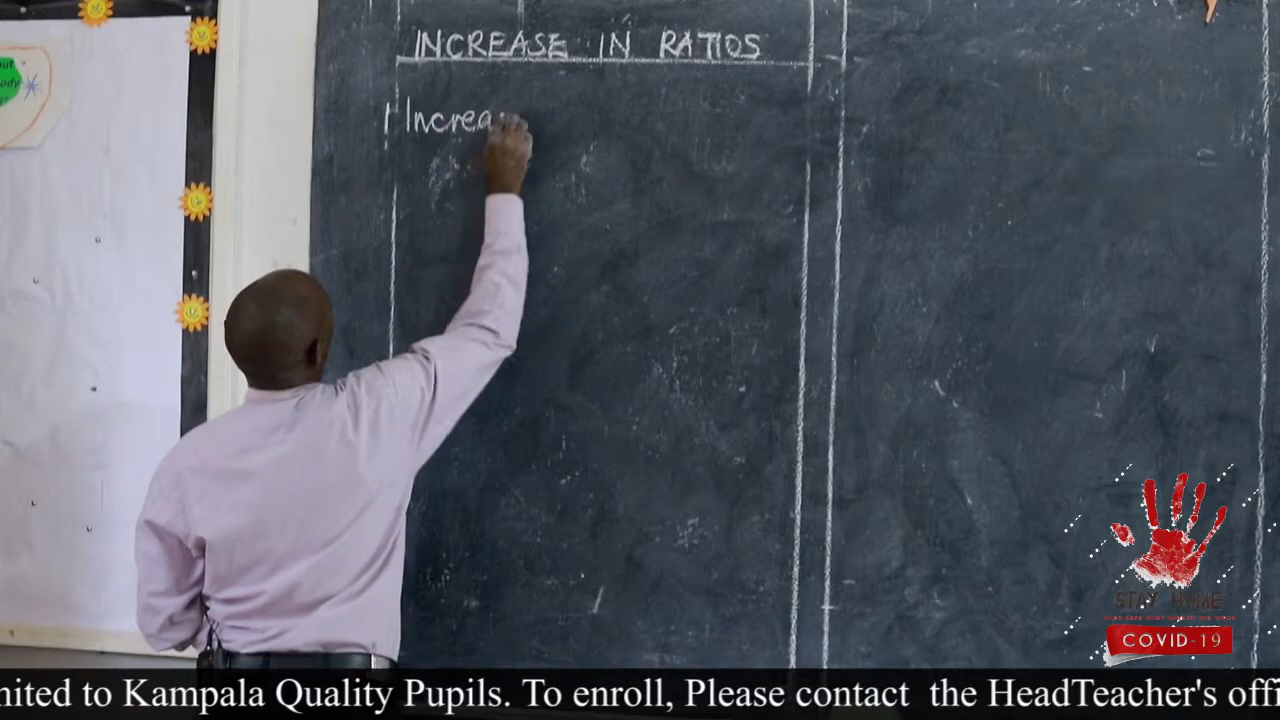 INCREASE IN RATIOS
1 Increa
STAY HOME
COVID-19
mited to Kampala Quality Pupils. To enroll, Please contact the HeadTeacher's offi